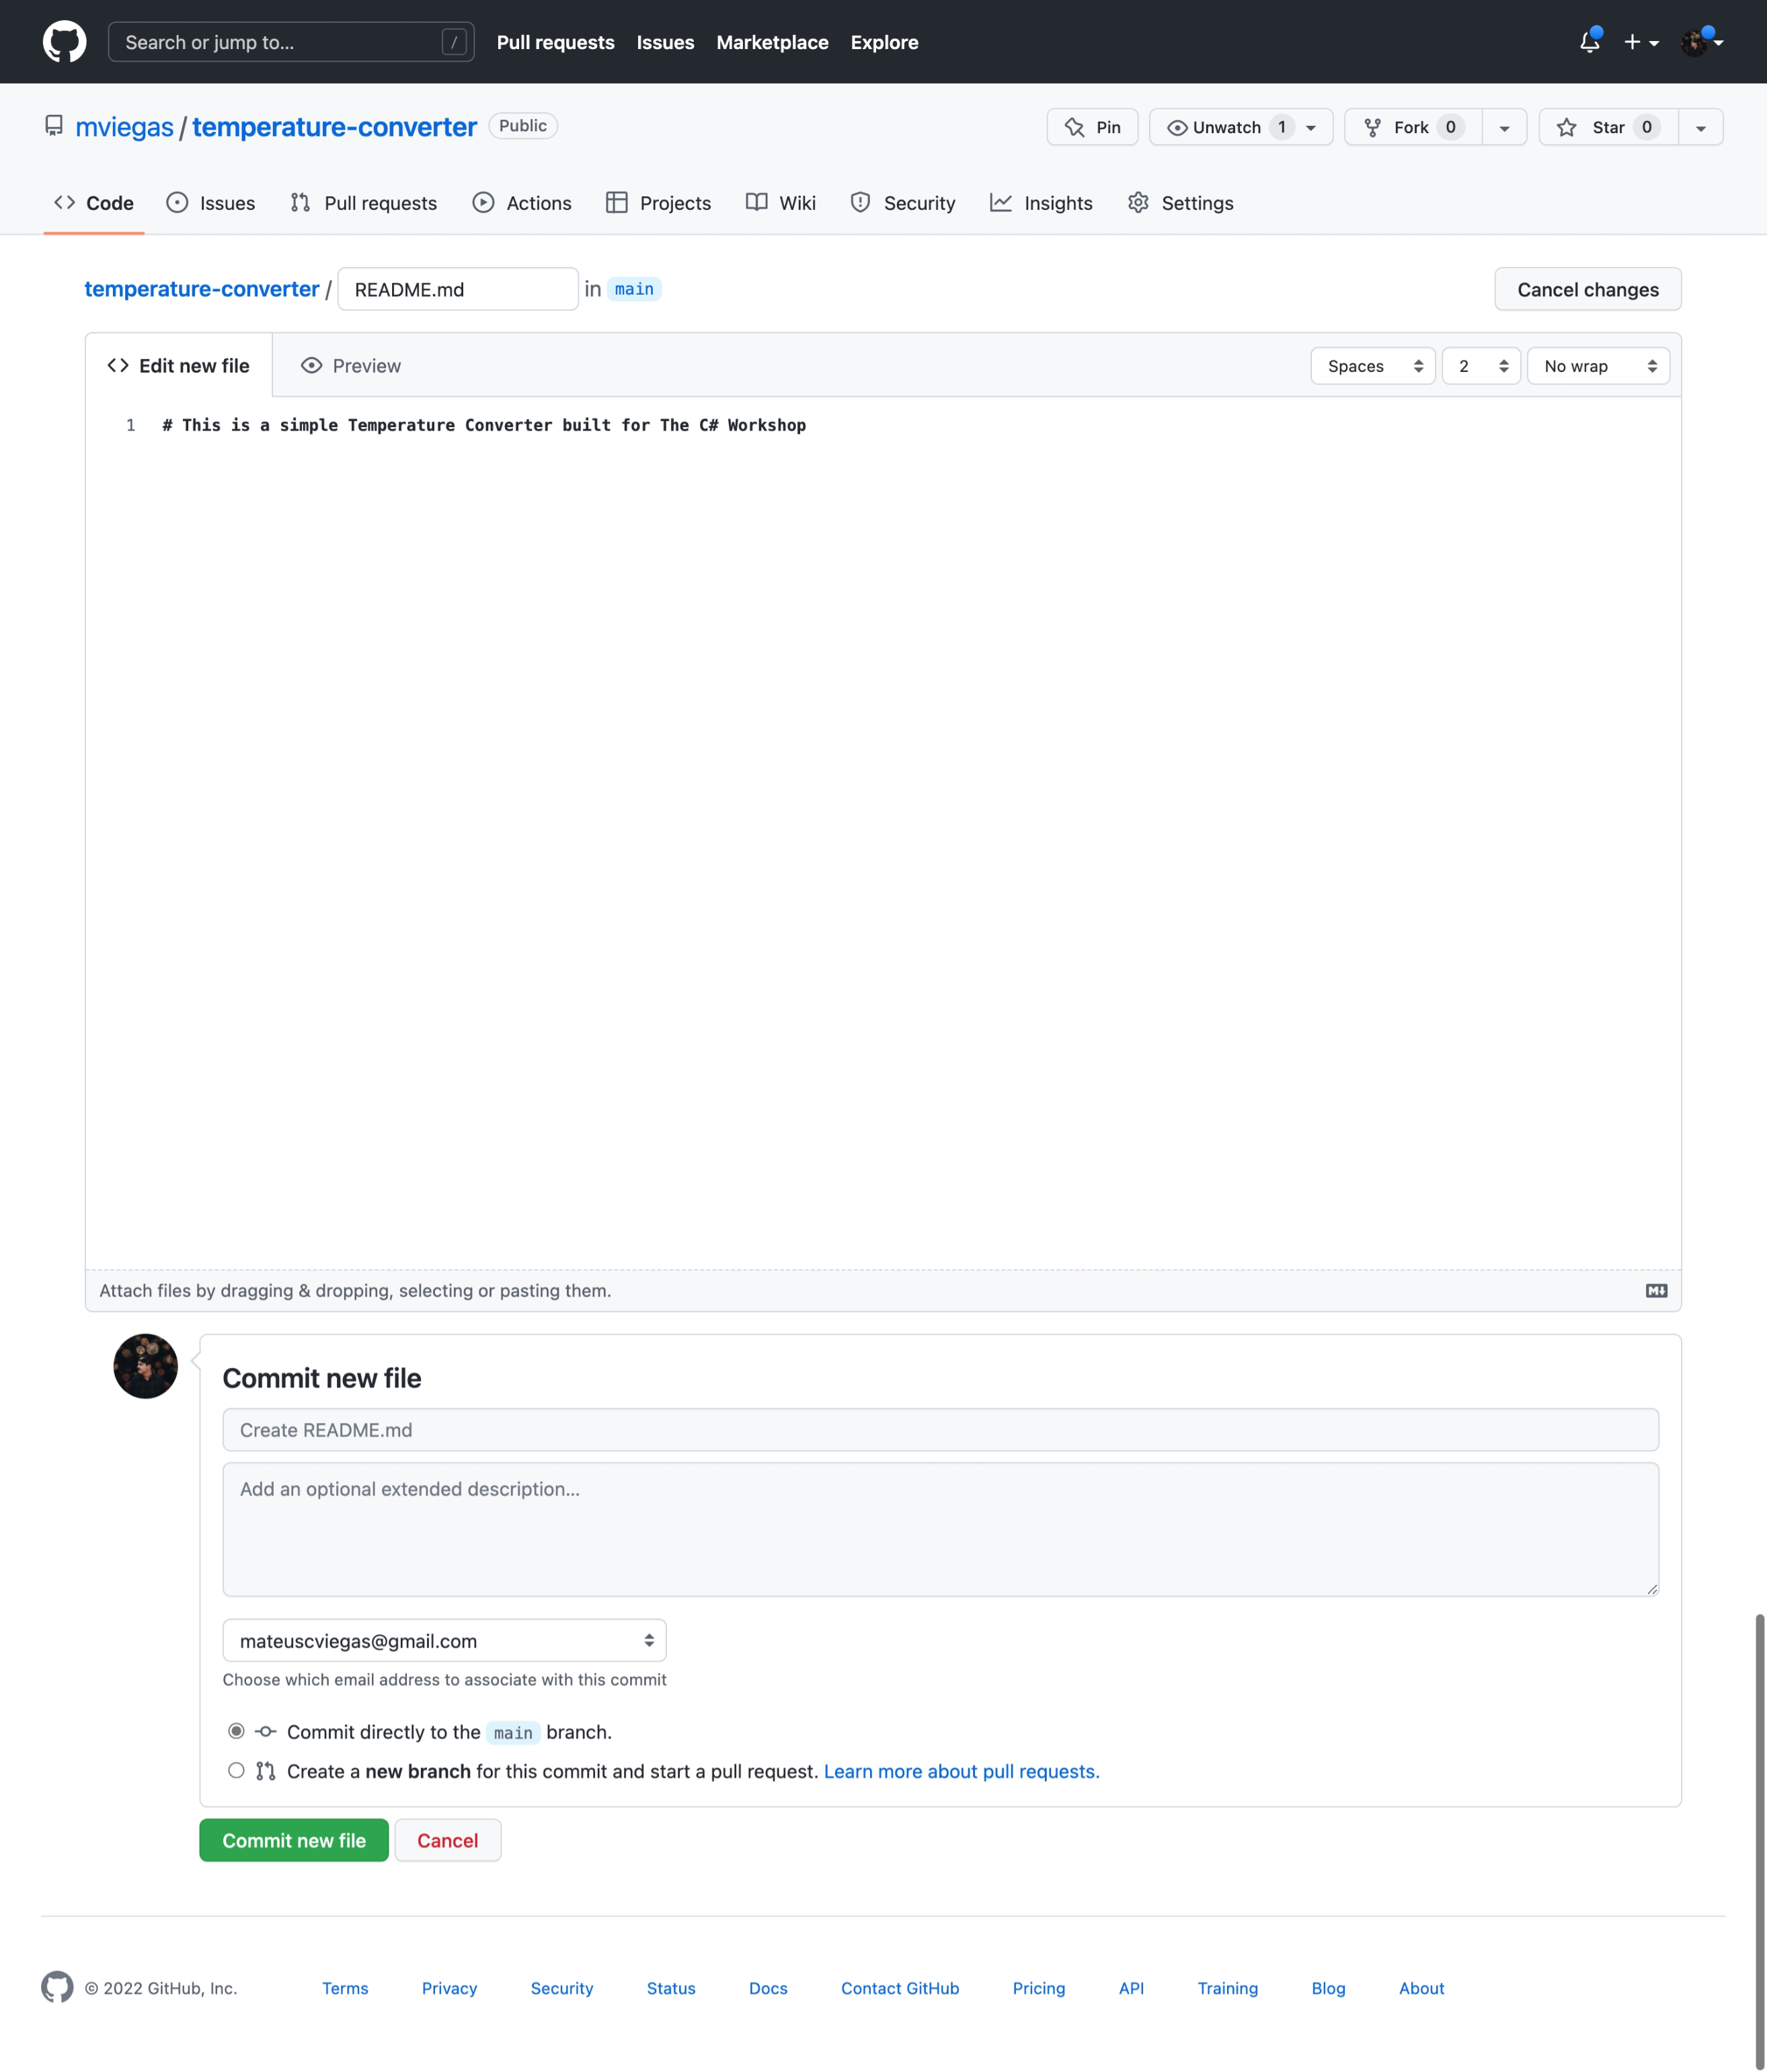 Search or jump to... /
Pull requests Issues Marketplace Explore
mviegas / temperature-converter Public
Pin Unwatch 1 Fork 0 Star 0
Code Issues Pull requests Actions Projects Wiki Security Insights Settings
temperature-converter / README.md in main Cancel changes
Edit new file Preview Spaces 2 No wrap
1 # This is a simple Temperature Converter built for The C# Workshop
Attach files by dragging & dropping, selecting or pasting them.
Commit new file
Create README.md
Add an optional extended description...
mateuscviegas@gmail.com
Choose which email address to associate with this commit
Commit directly to the main branch.
Create a new branch for this commit and start a pull request. Learn more about pull requests.
Commit new file Cancel
© 2022 GitHub, Inc. Terms Privacy Security Status Docs Contact GitHub Pricing API Training Blog About